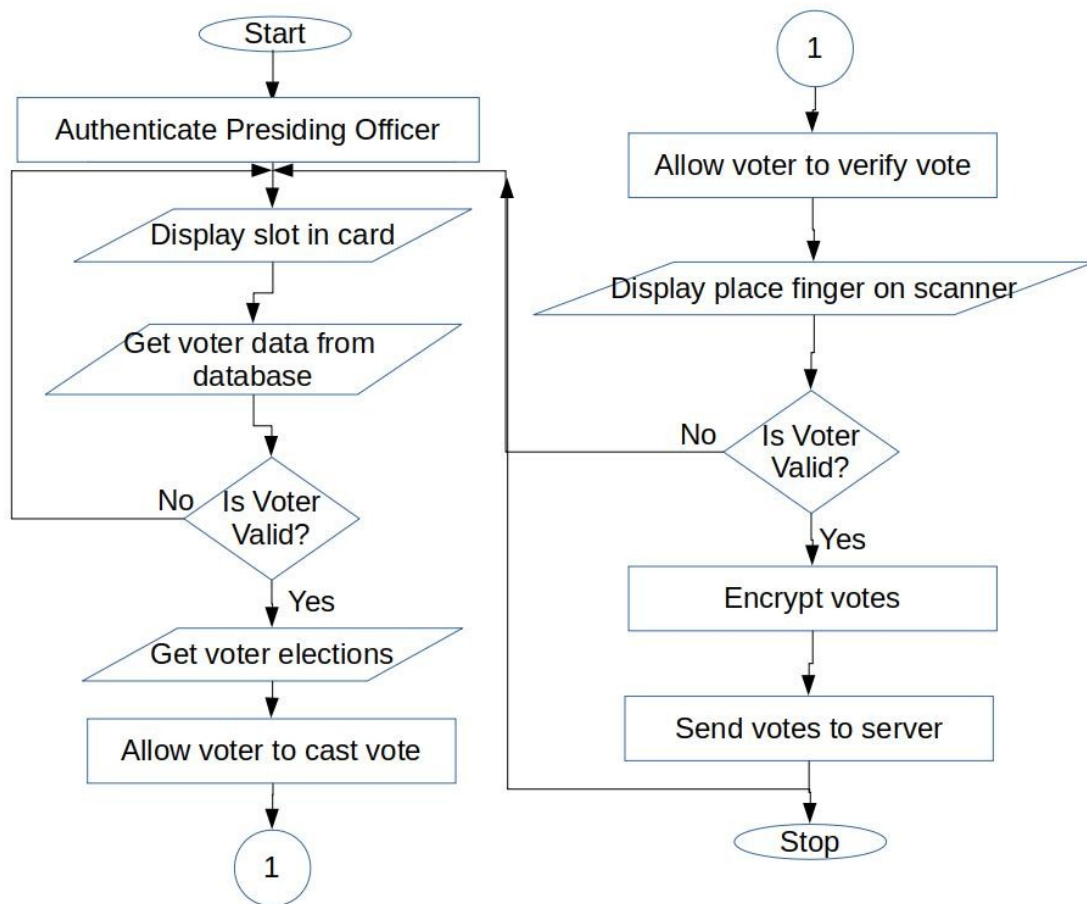 Start
Authenticate Presiding Officer
Display slot in card
Get voter data from
database
No
Is Voter
Valid?
Yes
Get voter elections
Allow voter to cast vote
1
1
Allow voter to verify vote
Display place finger on scanner
No
Is Voter
Valid?
Yes
Encrypt votes
Send votes to server
Stop